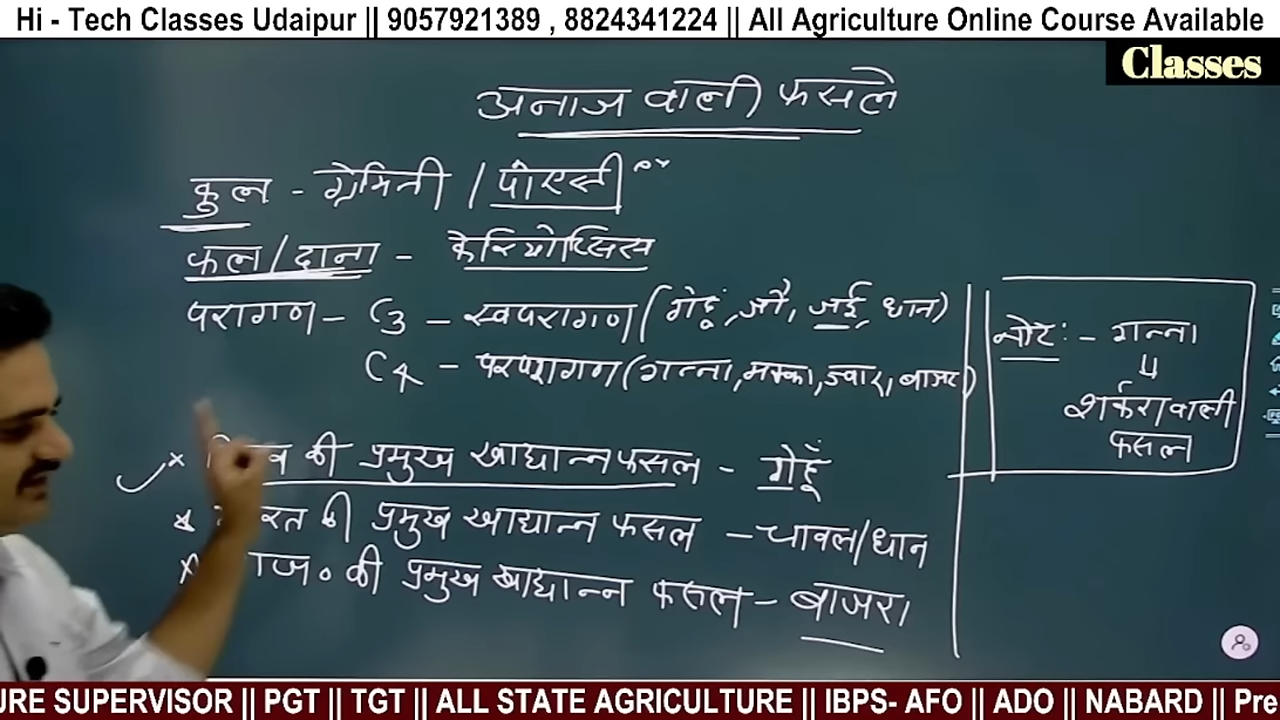 Hi - Tech Classes Udaipur || 9057921389 , 8824341224 || All Agriculture Online Course Available
Classes
अनाज वाली फसले
कुल - ग्रेमिनी / पोएसी
फल/दाना - कैरियोप्सिस
परागण - C3 - स्वपरागण (गेहूं, जौ, जई, धान)
C4 - परपरागण (गन्ना, मक्का, ज्वार, बाजरा)
नोट :- गन्ना
⇓
शर्करा वाली
फसल
की प्रमुख खाद्यान्न फसल - गेहूँ
की प्रमुख खाद्यान्न फसल - चावल/धान
की प्रमुख खाद्यान्न फसल - बाजरा
URE SUPERVISOR || PGT || TGT || ALL STATE AGRICULTURE || IBPS- AFO || ADO || NABARD || Pre